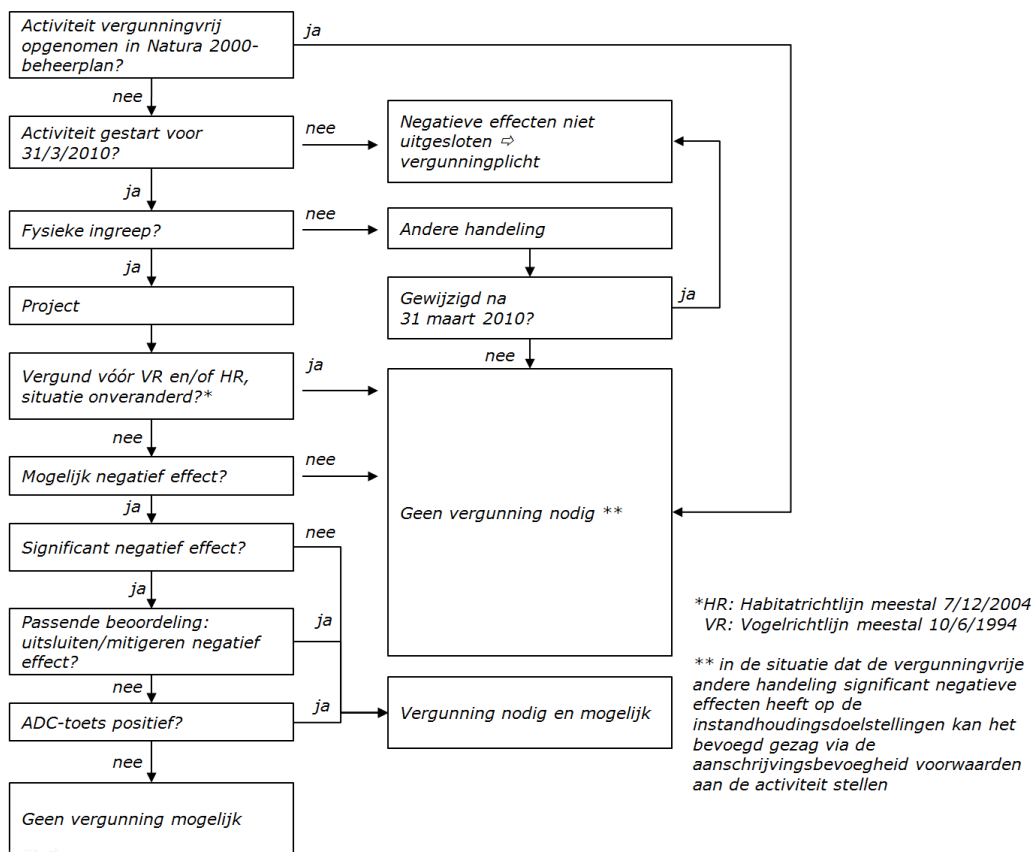 Activiteit vergunningvrij
opgenomen in Natura 2000-
beheerplan?
ja
nee
Activiteit gestart voor
31/3/2010?
nee
Negatieve effecten niet
uitgesloten ⇨
vergunningplicht
ja
Fysieke ingreep?
nee
Andere handeling
ja
Project
Gewijzigd na
31 maart 2010?
ja
nee
Vergund vóór VR en/of HR,
situatie onveranderd?*
ja
nee
Mogelijk negatief effect?
nee
Geen vergunning nodig **
ja
Significant negatief effect?
nee
ja
Passende beoordeling:
uitsluiten/mitigeren negatief
effect?
ja
nee
ADC-toets positief?
ja
Vergunning nodig en mogelijk
nee
Geen vergunning mogelijk
*HR: Habitatrichtlijn meestal 7/12/2004
VR: Vogelrichtlijn meestal 10/6/1994
** in de situatie dat de vergunningvrije
andere handeling significant negatieve
effecten heeft op de
instandhoudingsdoelstellingen kan het
bevoegd gezag via de
aanschrijvingsbevoegheid voorwaarden
aan de activiteit stellen